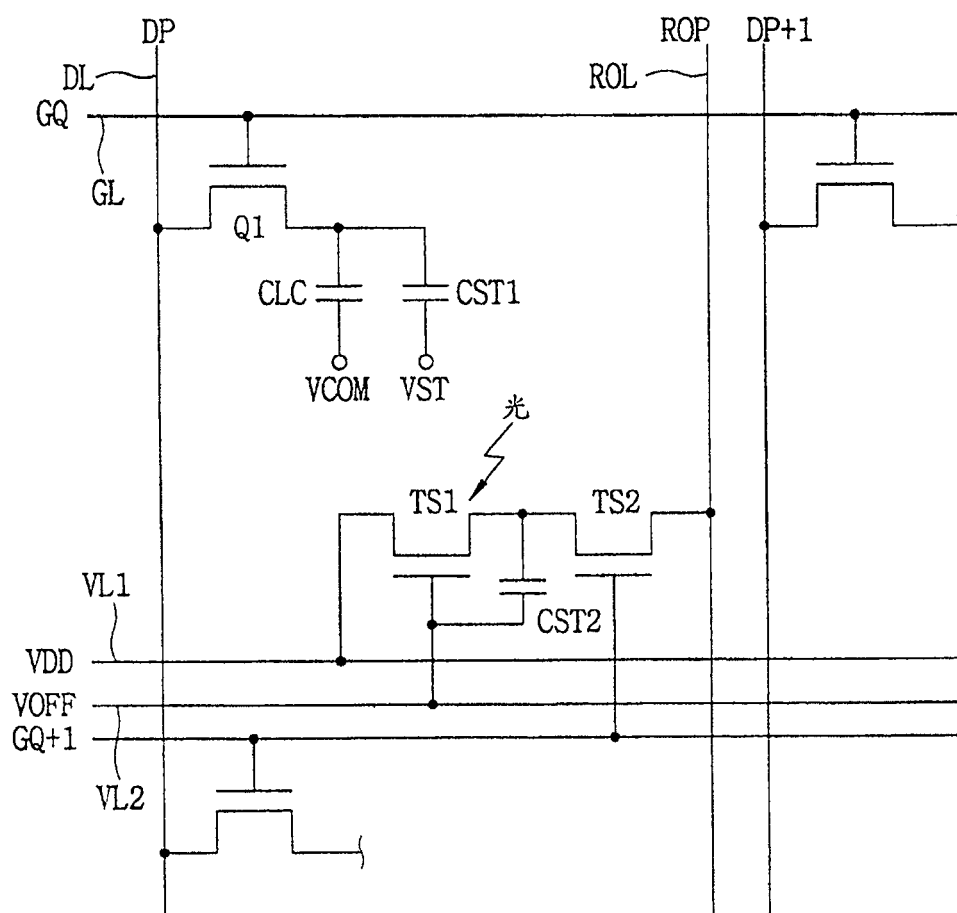 DP
ROP
DP+1
DL
ROL
GQ
GL
Q1
CLC
CST1
VCOM
VST
光
TS1
TS2
VL1
CST2
VDD
VOFF
GQ+1
VL2